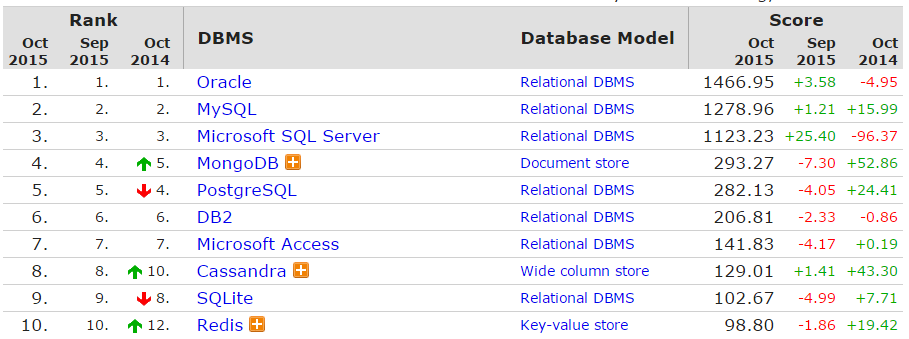 Rank Score
Oct Sep Oct DBMS Database Model Oct Sep Oct
2015 2015 2014 2015 2015 2014
1. 1. 1. Oracle Relational DBMS 1466.95 +3.58 -4.95
2. 2. 2. MySQL Relational DBMS 1278.96 +1.21 +15.99
3. 3. 3. Microsoft SQL Server Relational DBMS 1123.23 +25.40 -96.37
4. 4. 5. MongoDB Document store 293.27 -7.30 +52.86
5. 5. 4. PostgreSQL Relational DBMS 282.13 -4.05 +24.41
6. 6. 6. DB2 Relational DBMS 206.81 -2.33 -0.86
7. 7. 7. Microsoft Access Relational DBMS 141.83 -4.17 +0.19
8. 8. 10. Cassandra Wide column store 129.01 +1.41 +43.30
9. 9. 8. SQLite Relational DBMS 102.67 -4.99 +7.71
10. 10. 12. Redis Key-value store 98.80 -1.86 +19.42